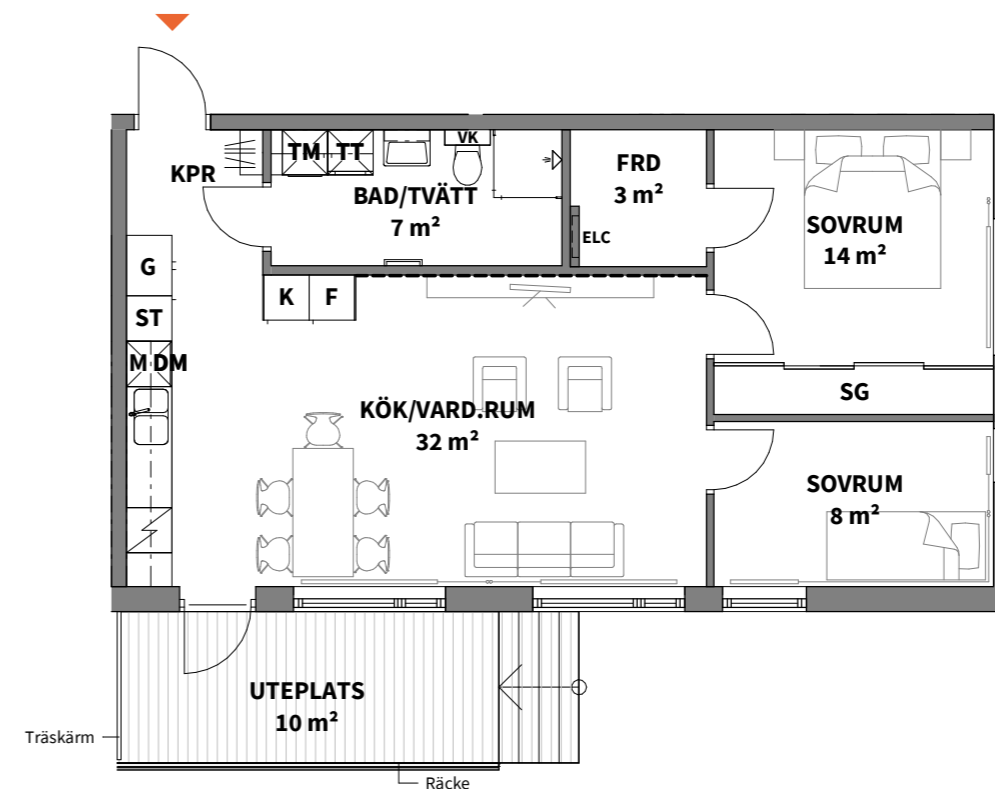 KPR
TM TT
VK
BAD/TVÄTT
7 m²
FRD
3 m²
ELC
SOVRUM
14 m²
G
ST
M DM
K F
KÖK/VARD.RUM
32 m²
SG
SOVRUM
8 m²
UTEPLATS
10 m²
Träskärm
Räcke